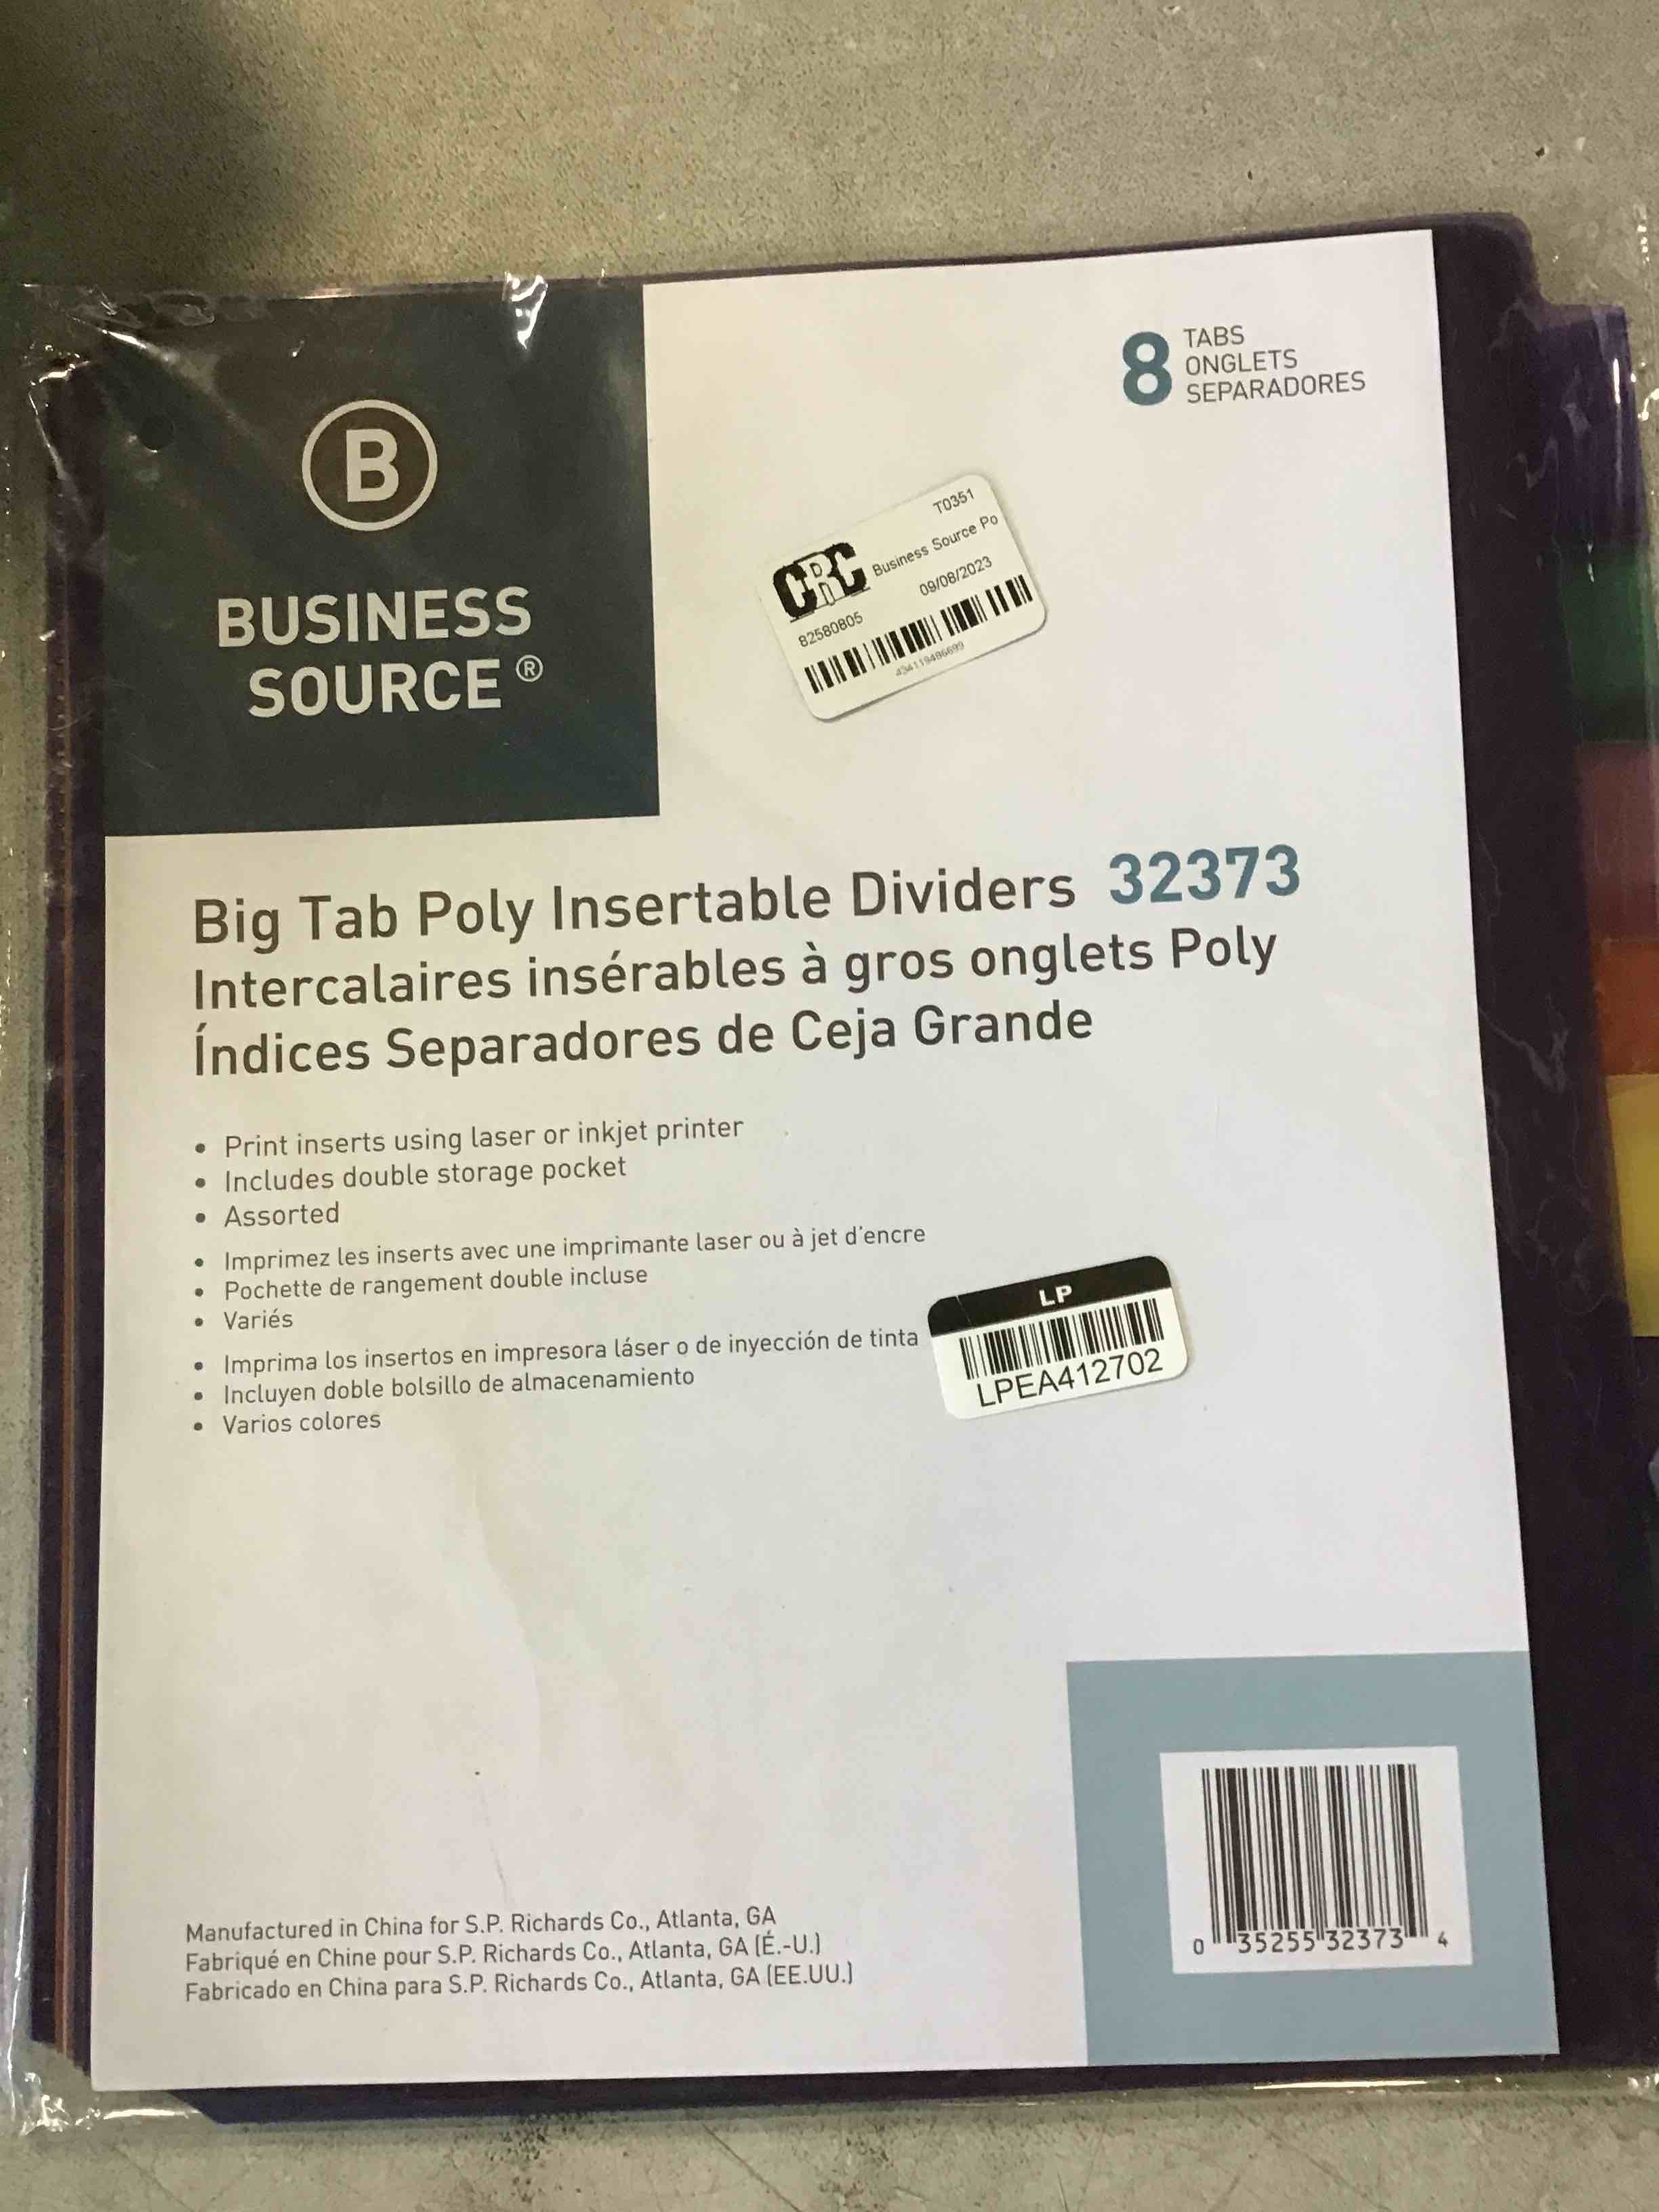 8
TABS
ONGLETS
SEPARADORES
B
BUSINESS
SOURCE ®
T0351
CRC
Business Source Po
82580805
09/08/2023
434119486699
Big Tab Poly Insertable Dividers 32373
Intercalaires insérables à gros onglets Poly
Índices Separadores de Ceja Grande
• Print inserts using laser or inkjet printer
• Includes double storage pocket
• Assorted
• Imprimez les inserts avec une imprimante laser ou à jet d'encre
• Pochette de rangement double incluse
• Variés
• Imprima los insertos en impresora láser o de inyección de tinta
• Incluyen doble bolsillo de almacenamiento
• Varios colores
LP
LPEA412702
Manufactured in China for S.P. Richards Co., Atlanta, GA
Fabriqué en Chine pour S.P. Richards Co., Atlanta, GA (É.-U.)
Fabricado en China para S.P. Richards Co., Atlanta, GA (EE.UU.)
0 35255 32373 4